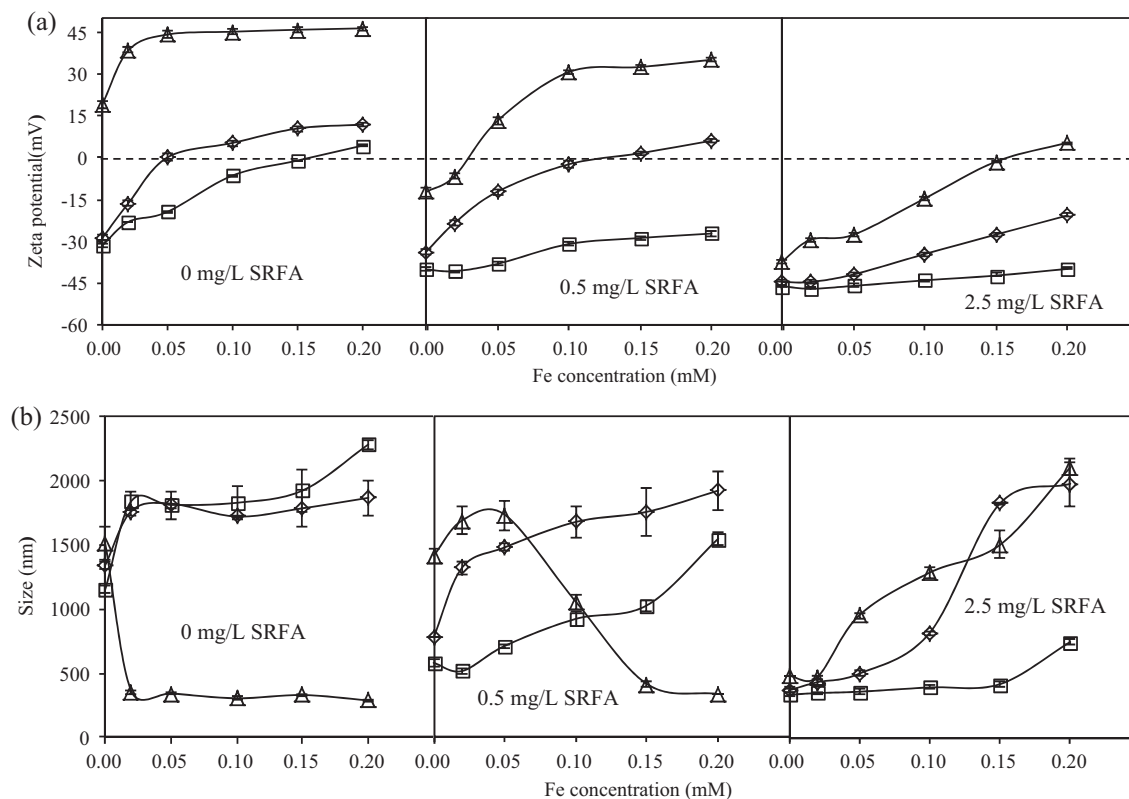 (a)
45
30
15
0
-15
-30
-45
-60
Zeta potential(mV)
0 mg/L SRFA
0.5 mg/L SRFA
2.5 mg/L SRFA
0.00 0.05 0.10 0.15 0.20 0.00 0.05 0.10 0.15 0.20 0.00 0.05 0.10 0.15 0.20
Fe concentration (mM)
(b)
2500
2000
1500
1000
500
0
Size (nm)
0 mg/L SRFA
0.5 mg/L SRFA
2.5 mg/L SRFA
0.00 0.05 0.10 0.15 0.20 0.00 0.05 0.10 0.15 0.20 0.00 0.05 0.10 0.15 0.20
Fe concentration (mM)